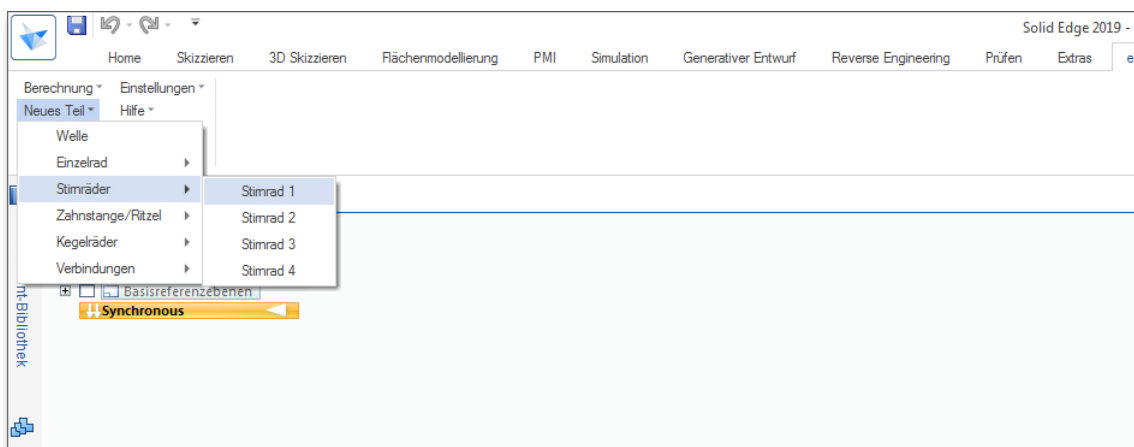 Solid Edge 2019 -
Home Skizzieren 3D Skizzieren Flächenmodellierung PMI Simulation Generativer Entwurf Reverse Engineering Prüfen Extras e
Berechnung Einstellungen
Neues Teil Hilfe
Welle
Einzelrad
Stirnräder Stirnrad 1
Zahnstange/Ritzel Stirnrad 2
Kegelräder Stirnrad 3
Verbindungen Stirnrad 4
Basisreferenzebenen
Synchronous
nt-Bibliothek